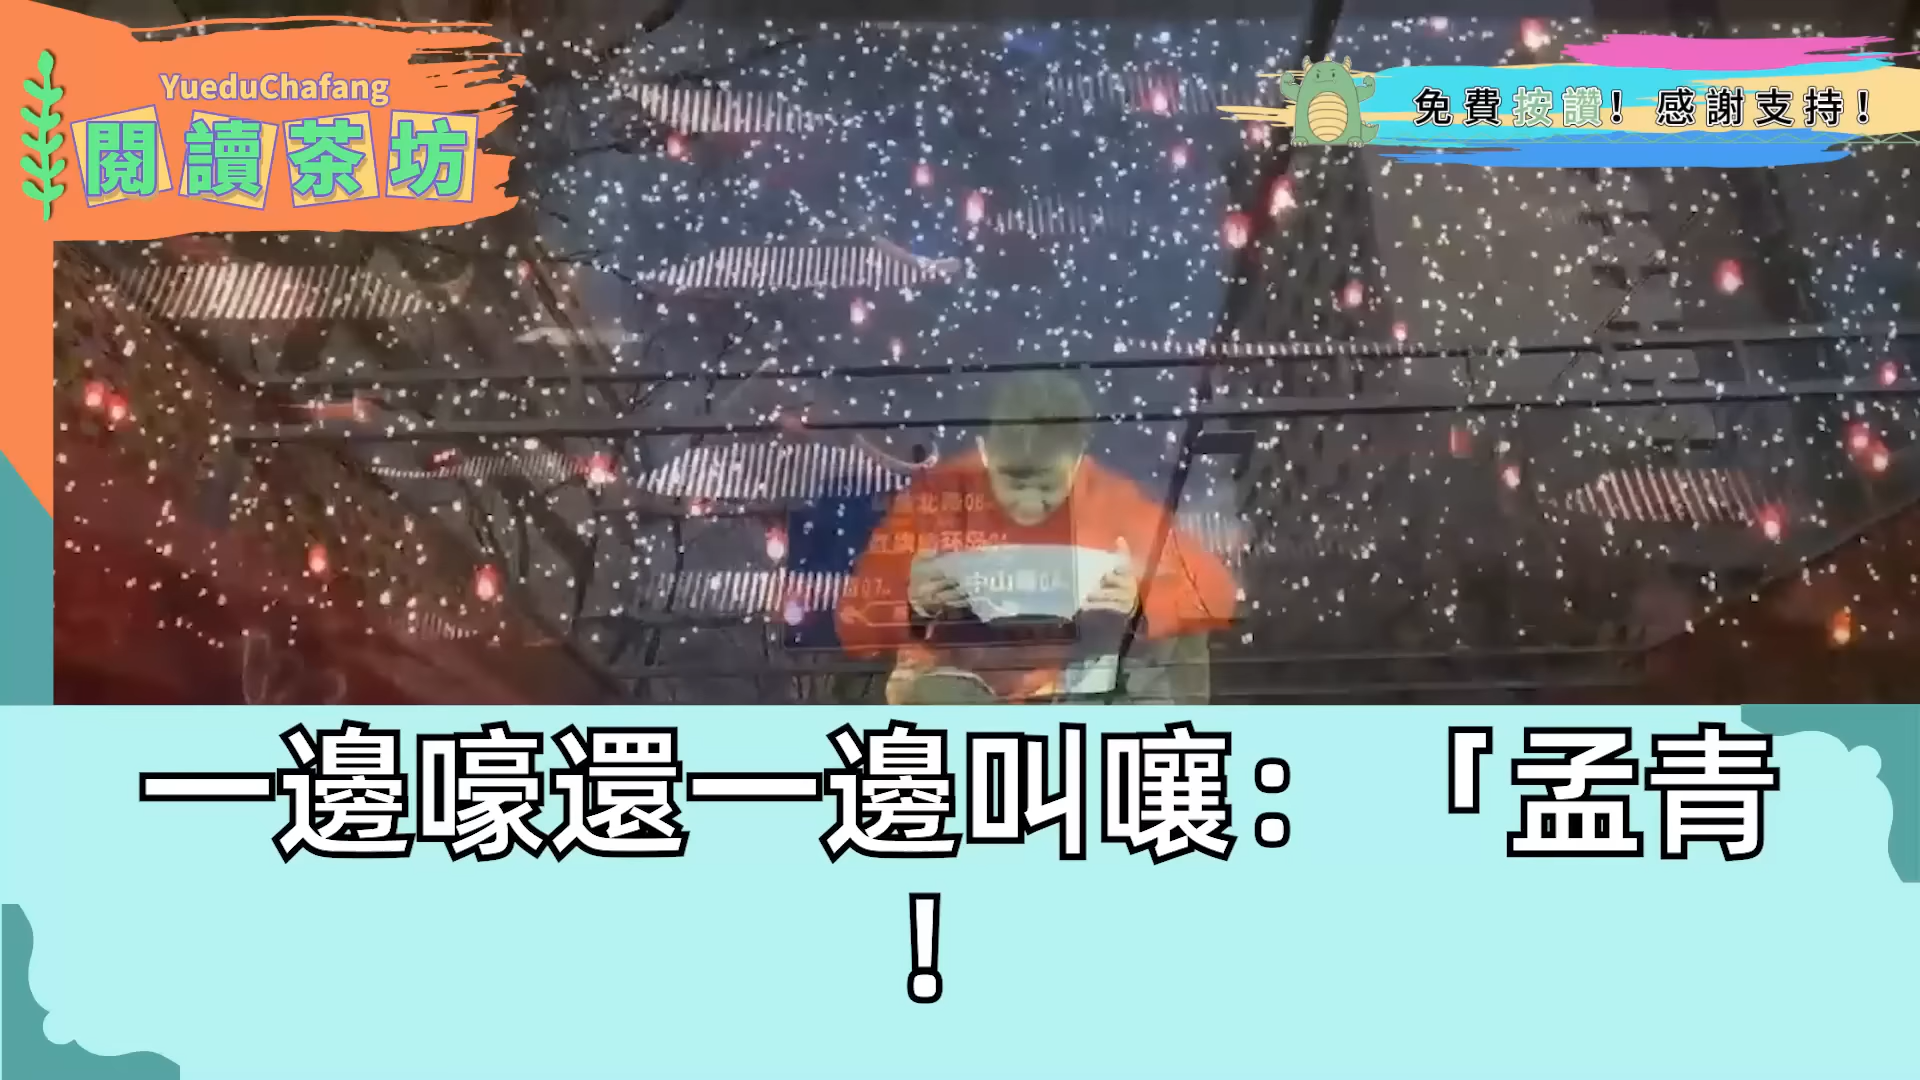 YueduChafang
閱讀茶坊
免費按讚！感謝支持！
中山
一邊嚎還一邊叫嚷：「孟青
！